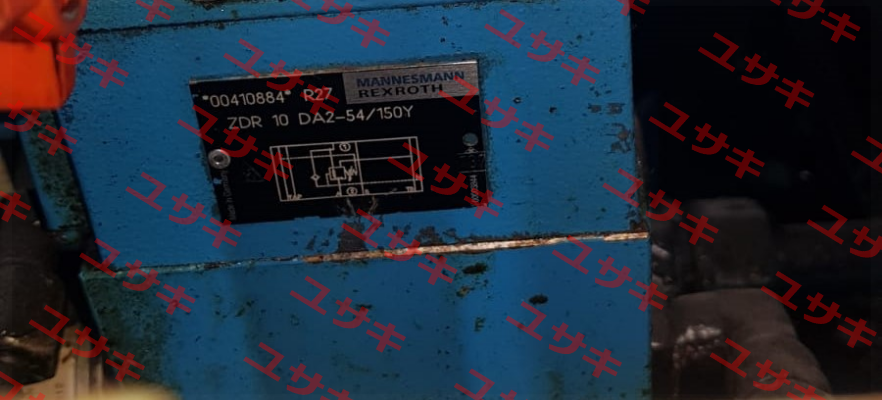 MANNESMANN
REXROTH
*00410884* R27
ZDR 10 DA2-54/150Y
ユサキ